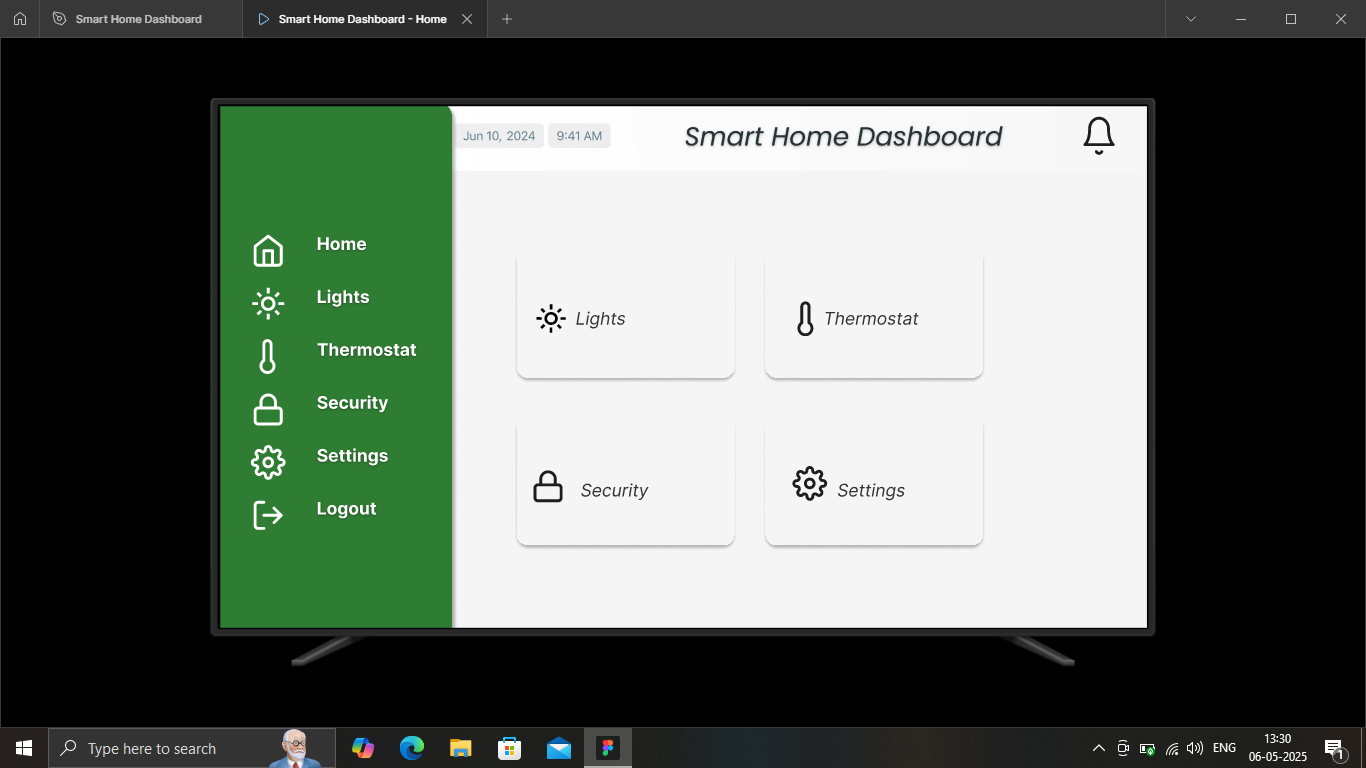 Smart Home Dashboard
Smart Home Dashboard - Home
Jun 10, 2024
9:41 AM
Smart Home Dashboard
Home
Lights
Thermostat
Security
Settings
Logout
Lights
Thermostat
Security
Settings
Type here to search
ENG
13:30
06-05-2025
1